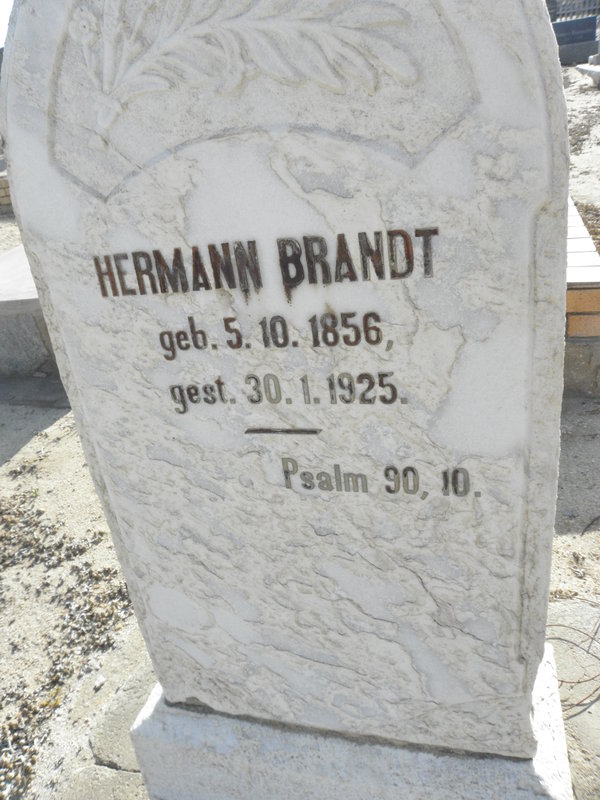 HERMANN BRANDT
geb. 5. 10. 1856,
gest. 30. 1. 1925.
Psalm 90, 10.